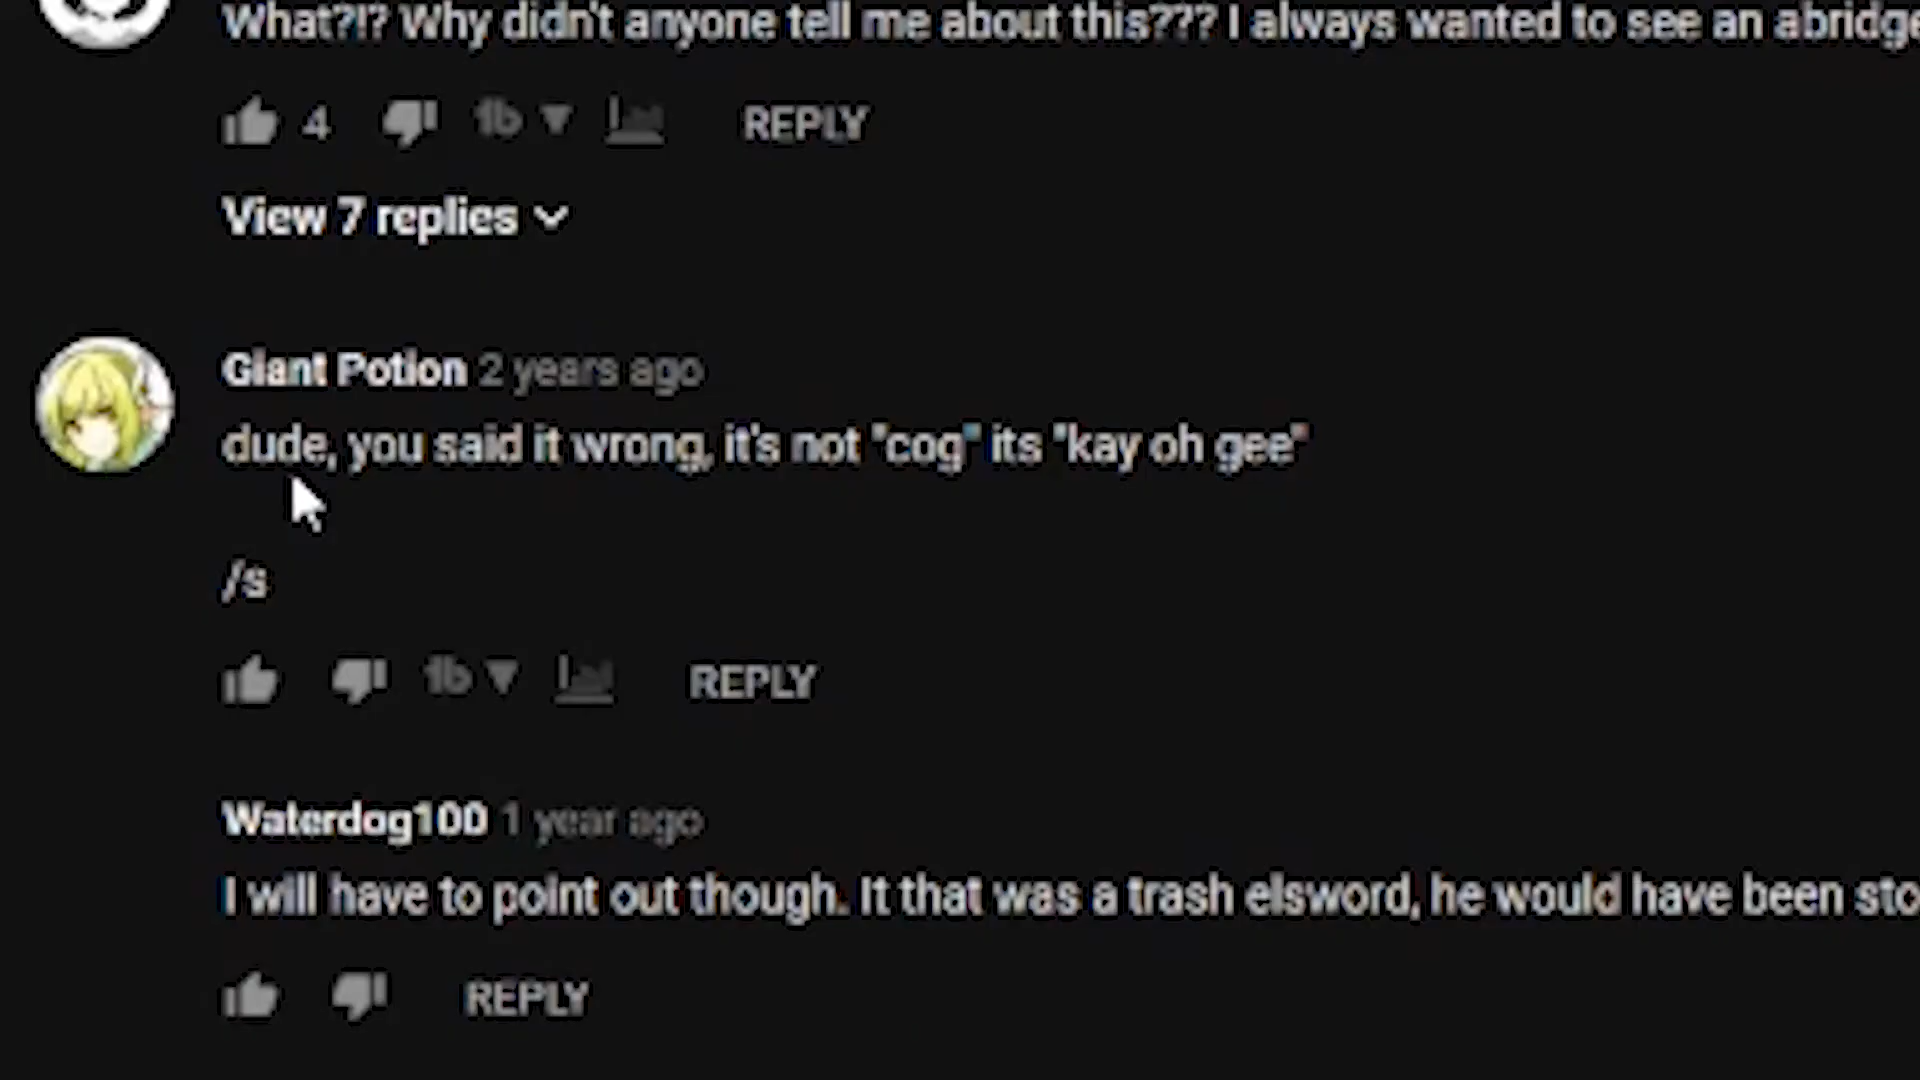 What?!? Why didn't anyone tell me about this??? I always wanted to see an abridge
4 REPLY
View 7 replies
Giant Potion 2 years ago
dude, you said it wrong, it's not "cog" its "kay oh gee"
/s
REPLY
Waterdog100 1 year ago
I will have to point out though. It that was a trash elsword, he would have been sto
REPLY